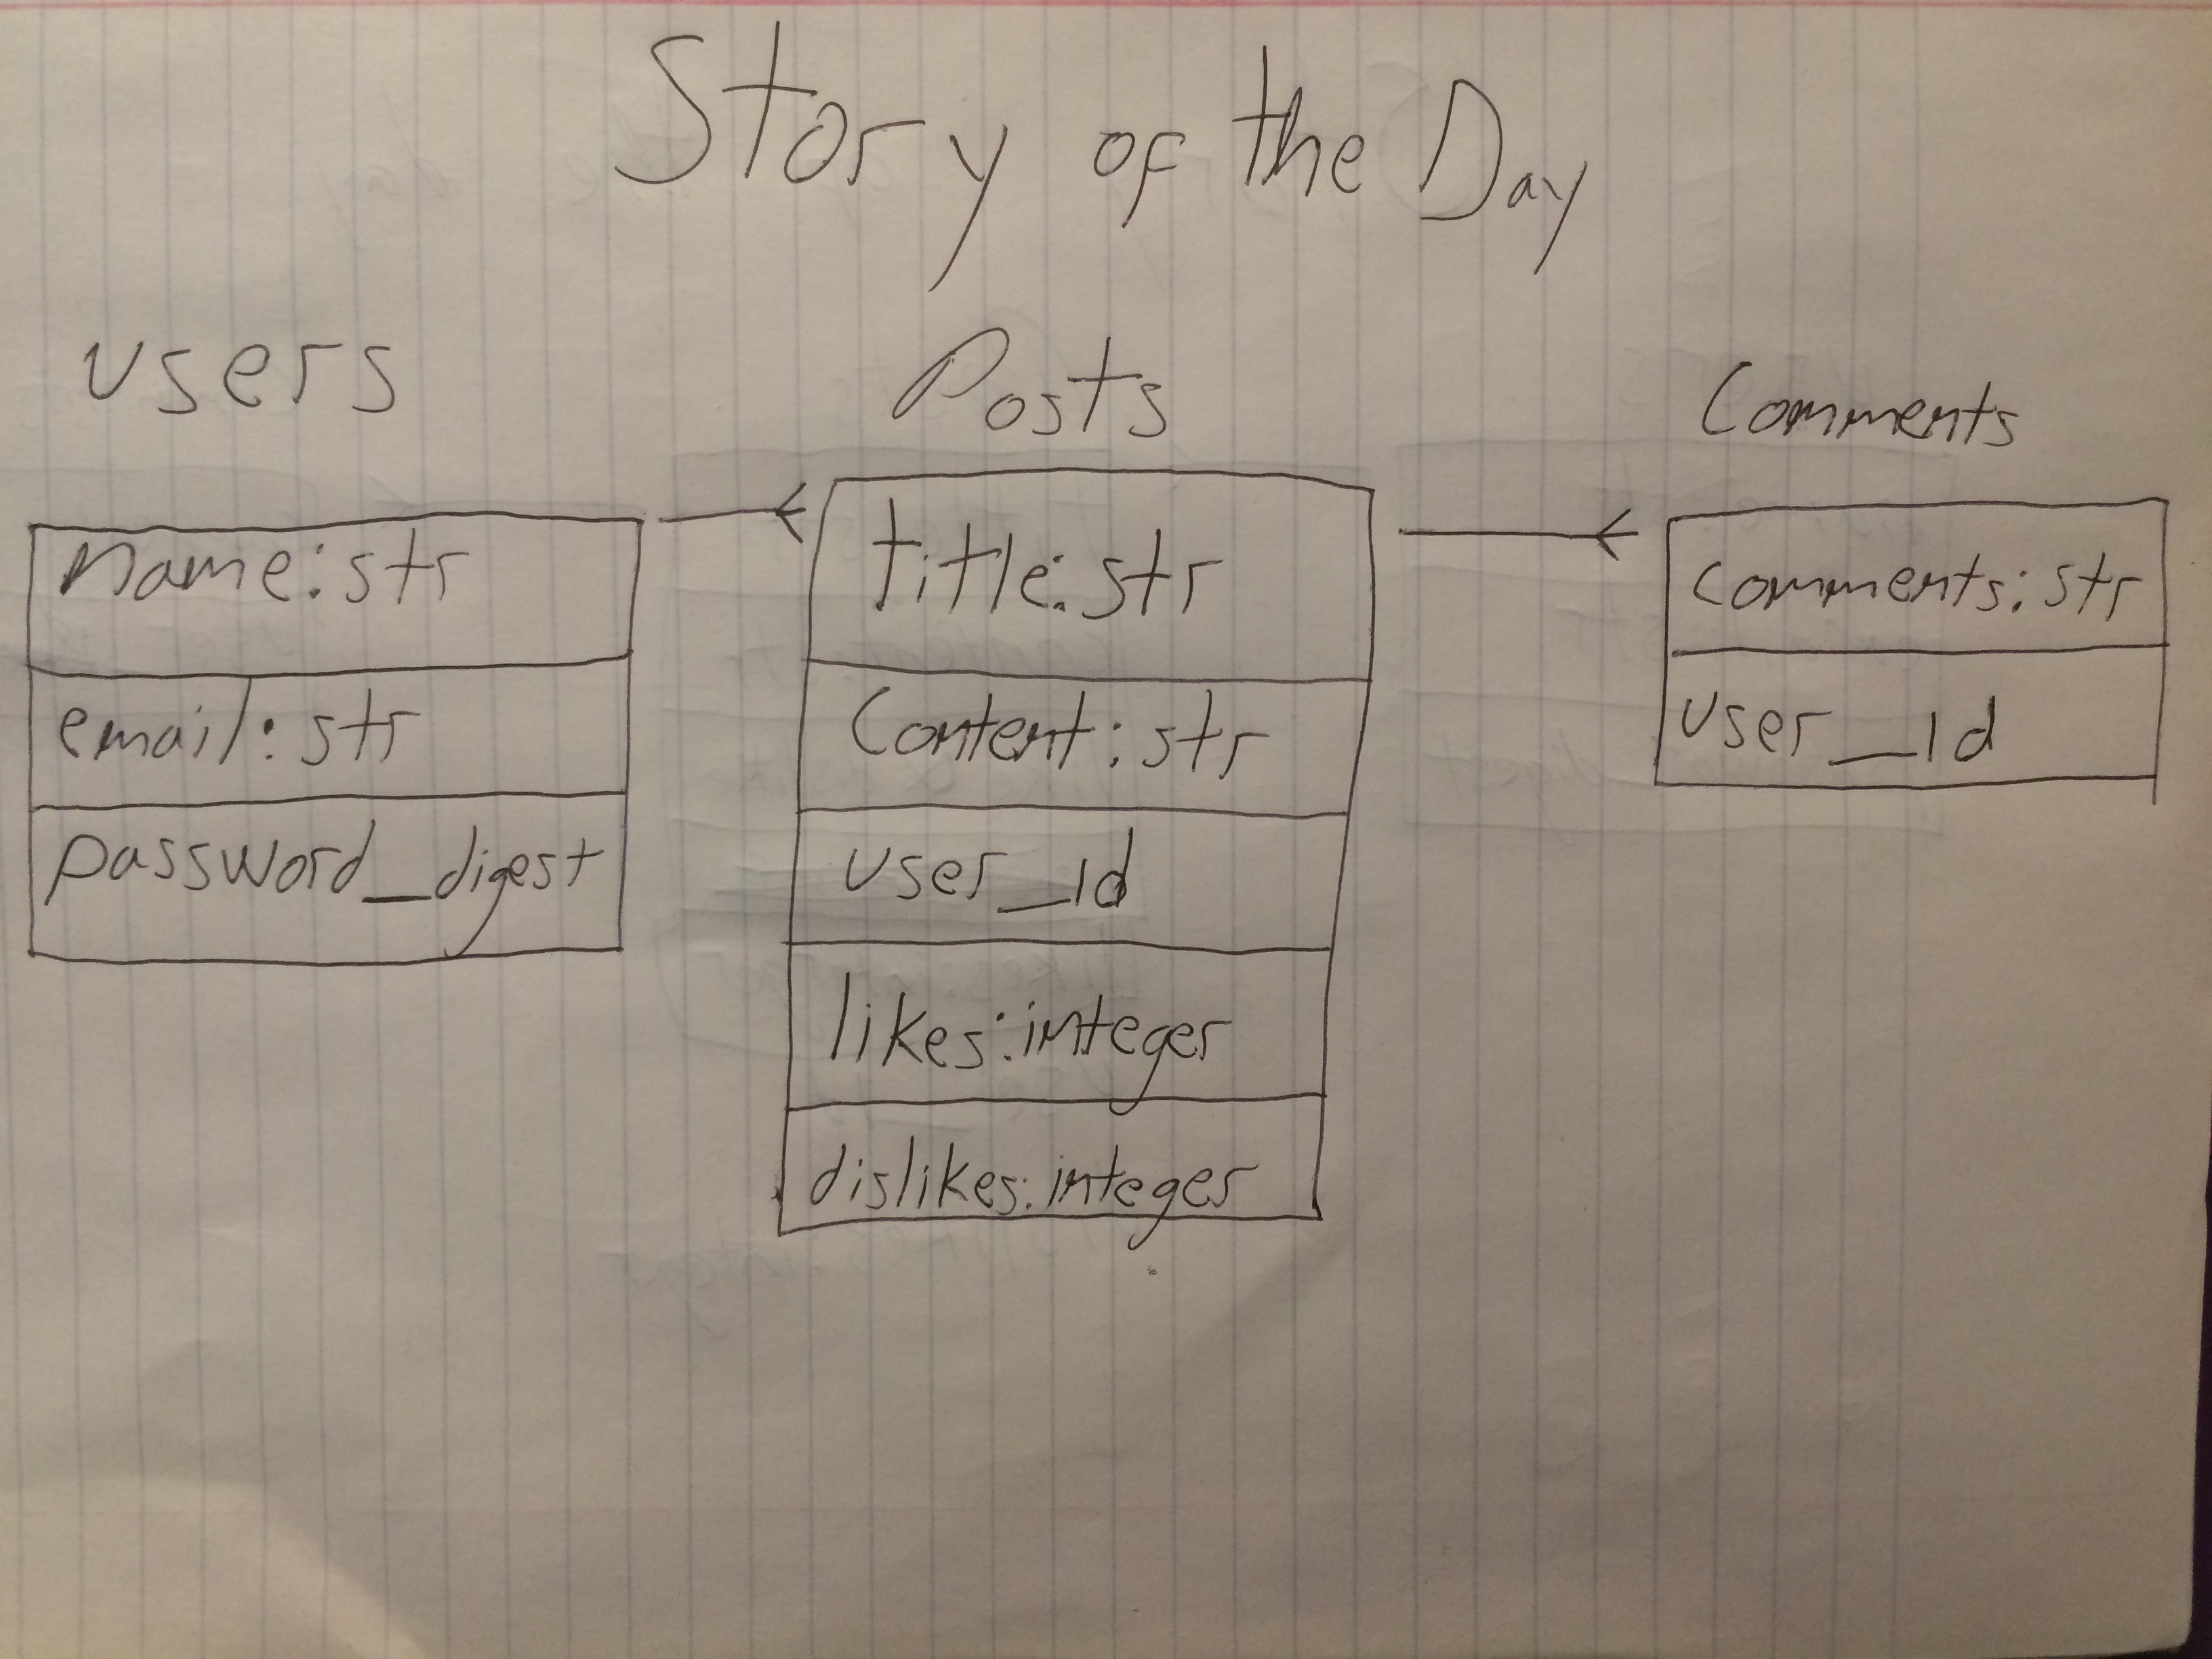 Story of the Day
users
Posts
Comments
name:str
email:str
password_digest
title:str
Content:str
user_id
likes:integer
dislikes:integer
comments:str
user_id